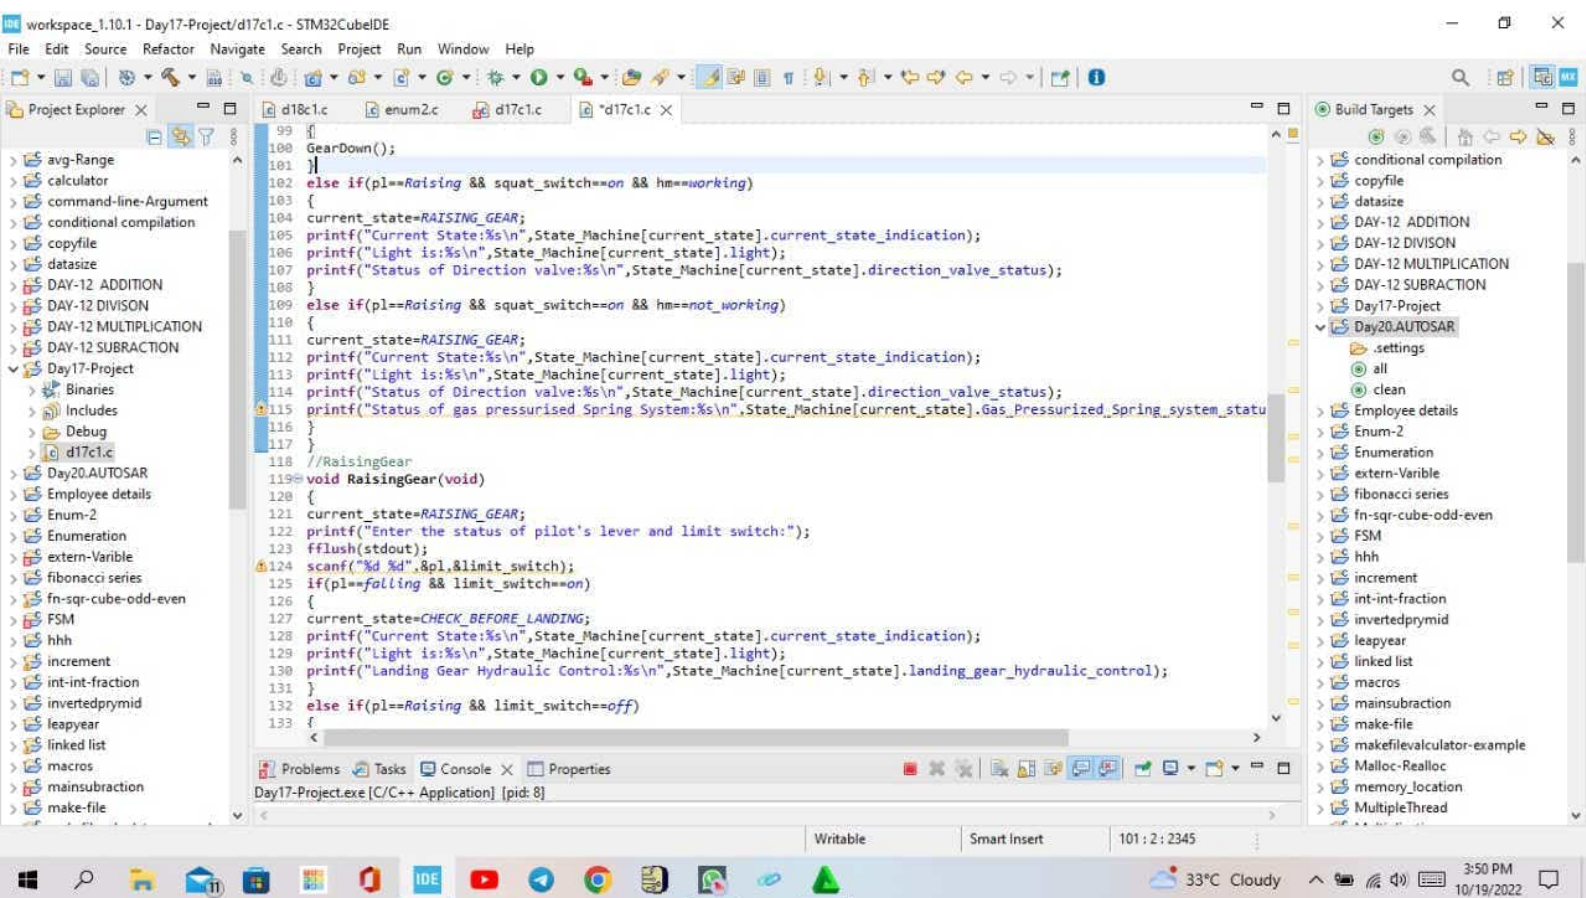 workspace_1.10.1 - Day17-Project/d17c1.c - STM32CubeIDE
File Edit Source Refactor Navigate Search Project Run Window Help
Project Explorer
avg-Range
calculator
command-line-Argument
conditional compilation
copyfile
datasize
DAY-12 ADDITION
DAY-12 DIVISON
DAY-12 MULTIPLICATION
DAY-12 SUBRACTION
Day17-Project
Binaries
Includes
Debug
d17c1.c
Day20.AUTOSAR
Employee details
Enum-2
Enumeration
extern-Varible
fibonacci series
fn-sqr-cube-odd-even
FSM
hhh
increment
int-int-fraction
invertedprymid
leapyear
linked list
macros
mainsubraction
make-file
d18c1.c enum2.c d17c1.c *d17c1.c
99 {
100 GearDown();
101 }
102 else if(pl==Raising && squat_switch==on && hm==working)
103 {
104 current_state=RAISING_GEAR;
105 printf("Current State:%s\n",State_Machine[current_state].current_state_indication);
106 printf("Light is:%s\n",State_Machine[current_state].light);
107 printf("Status of Direction valve:%s\n",State_Machine[current_state].direction_valve_status);
108 }
109 else if(pl==Raising && squat_switch==on && hm==not_working)
110 {
111 current_state=RAISING_GEAR;
112 printf("Current State:%s\n",State_Machine[current_state].current_state_indication);
113 printf("Light is:%s\n",State_Machine[current_state].light);
114 printf("Status of Direction valve:%s\n",State_Machine[current_state].direction_valve_status);
115 printf("Status of gas pressurised Spring System:%s\n",State_Machine[current_state].Gas_Pressurized_Spring_system_statu
116 }
117 }
118 //RaisingGear
119 void RaisingGear(void)
120 {
121 current_state=RAISING_GEAR;
122 printf("Enter the status of pilot's lever and limit switch:");
123 fflush(stdout);
124 scanf("%d %d",&pl,&limit_switch);
125 if(pl==falling && limit_switch==on)
126 {
127 current_state=CHECK_BEFORE_LANDING;
128 printf("Current State:%s\n",State_Machine[current_state].current_state_indication);
129 printf("Light is:%s\n",State_Machine[current_state].light);
130 printf("Landing Gear Hydraulic Control:%s\n",State_Machine[current_state].landing_gear_hydraulic_control);
131 }
132 else if(pl==Raising && limit_switch==off)
133 {
Problems Tasks Console Properties
Day17-Project.exe [C/C++ Application] [pid: 8]
Build Targets
conditional compilation
copyfile
datasize
DAY-12 ADDITION
DAY-12 DIVISON
DAY-12 MULTIPLICATION
DAY-12 SUBRACTION
Day17-Project
Day20.AUTOSAR
.settings
all
clean
Employee details
Enum-2
Enumeration
extern-Varible
fibonacci series
fn-sqr-cube-odd-even
FSM
hhh
increment
int-int-fraction
invertedprymid
leapyear
linked list
macros
mainsubraction
make-file
makefilevalculator-example
Malloc-Realloc
memory_location
MultipleThread
Writable Smart Insert 101 : 2 : 2345
11
IDE
33°C Cloudy
3:50 PM
10/19/2022